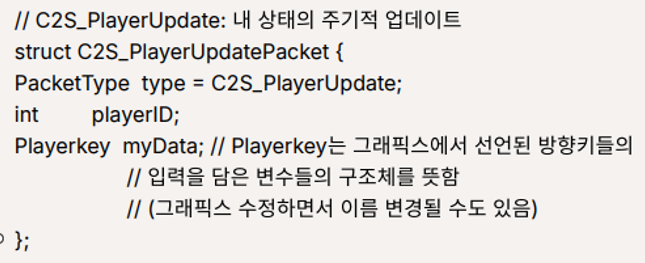 // C2S_PlayerUpdate: 내 상태의 주기적 업데이트
struct C2S_PlayerUpdatePacket {
PacketType type = C2S_PlayerUpdate;
int playerID;
Playerkey myData; // Playerkey는 그래픽스에서 선언된 방향키들의
// 입력을 담은 변수들의 구조체를 뜻함
// (그래픽스 수정하면서 이름 변경될 수도 있음)
};